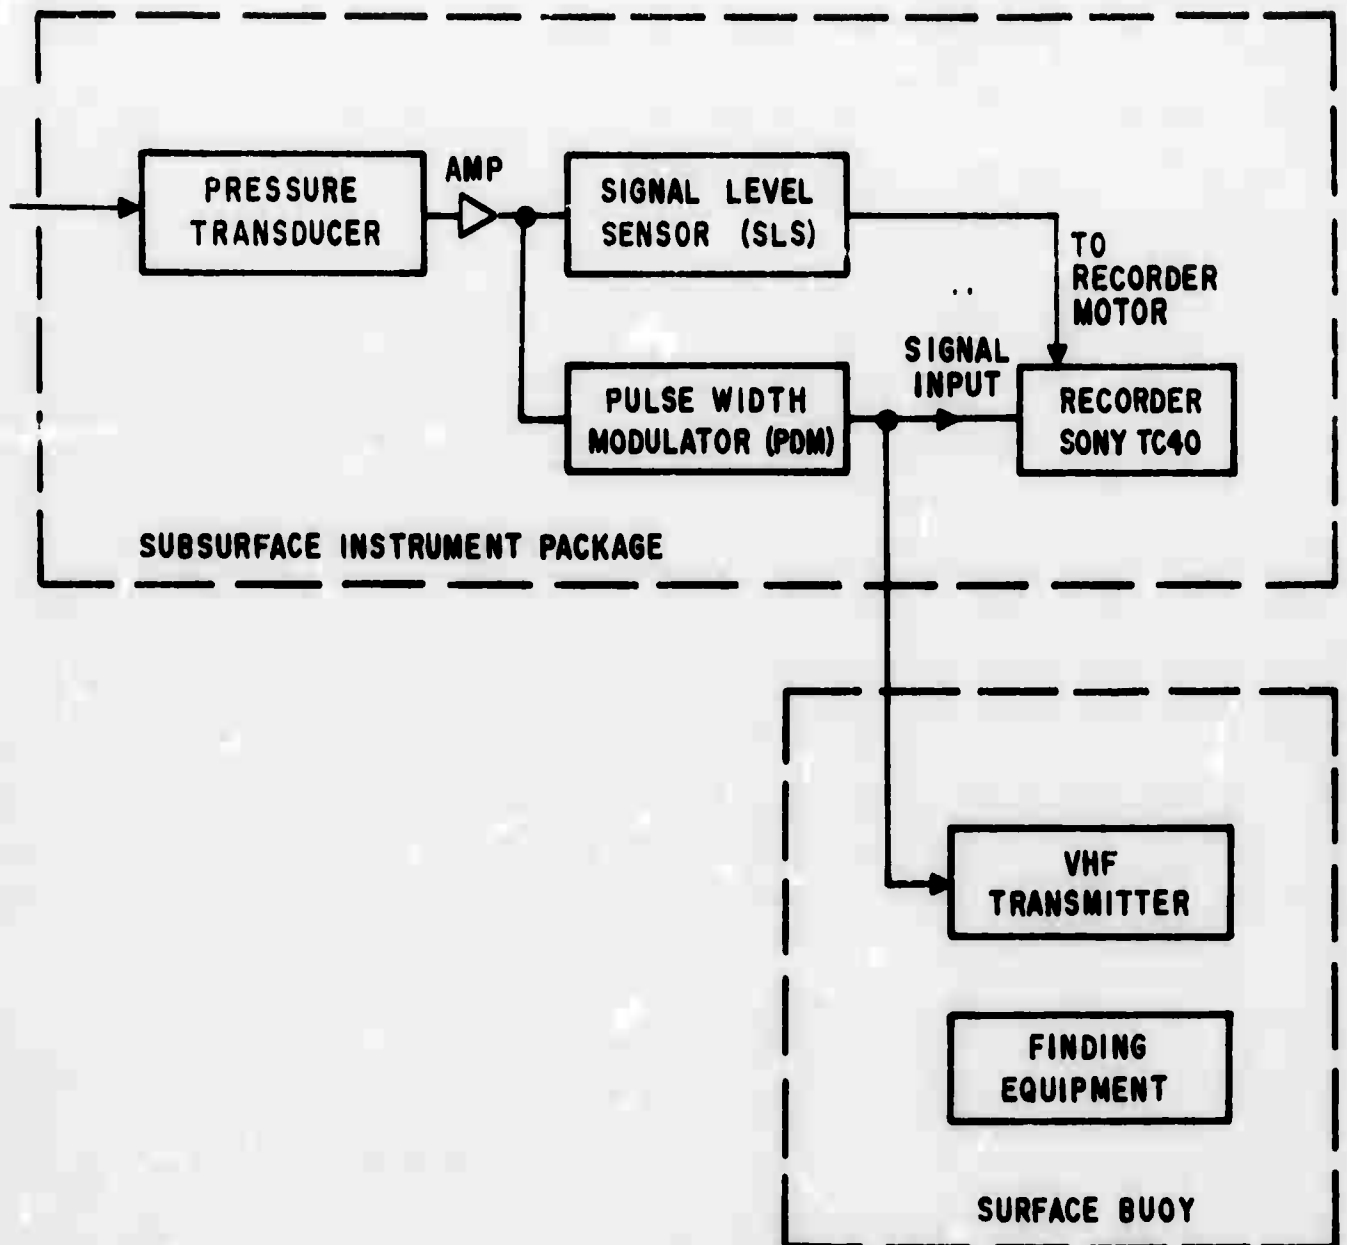 AMP
PRESSURE
TRANSDUCER
SIGNAL LEVEL
SENSOR (SLS)
TO
RECORDER
MOTOR
SIGNAL
INPUT
PULSE WIDTH
MODULATOR (PDM)
RECORDER
SONY TC40
SUBSURFACE INSTRUMENT PACKAGE
VHF
TRANSMITTER
FINDING
EQUIPMENT
SURFACE BUOY